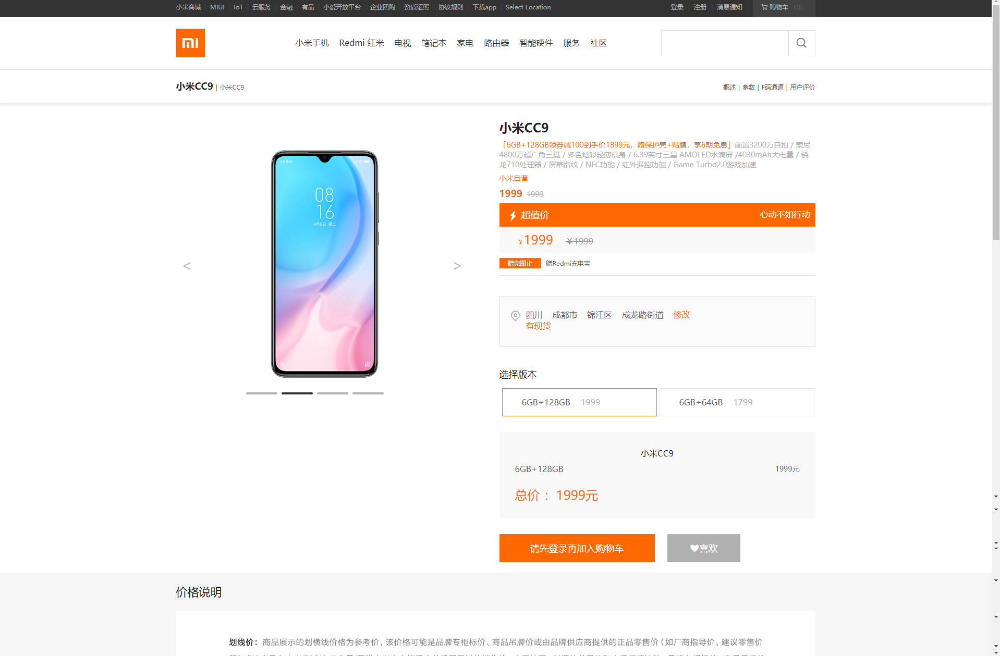 小米商城 MIUI IoT 云服务 金融 有品 小爱开放平台 企业团购 资质证照 协议规则 下载app Select Location 登录 注册 消息通知 购物车 (0)
mi 小米手机 Redmi 红米 电视 笔记本 家电 路由器 智能硬件 服务 社区
小米CC9 | 小米CC9 概述 | 参数 | F码通道 | 用户评价
小米CC9
「6GB+128GB领券减100到手价1899元，赠保护壳+贴膜，享6期免息」前置3200万自拍 / 索尼
4800万超广角三摄 / 多色炫彩轻薄机身 / 6.39英寸三星 AMOLED水滴屏 /4030mAh大电量 / 骁
龙710处理器 / 屏幕指纹 / NFC功能 / 红外遥控功能 / Game Turbo2.0游戏加速
小米自营
1999 1999
超值价 心动不如行动
¥1999 ¥1999
赠完即止 赠Redmi充电宝
小米移动
08
16
4月6日 周二
< >
四川 成都市 锦江区 成龙路街道 修改
有现货
选择版本
6GB+128GB 1999 6GB+64GB 1799
小米CC9
6GB+128GB 1999元
总价 : 1999元
请先登录再加入购物车 喜欢
价格说明
划线价：商品展示的划横线价格为参考价，该价格可能是品牌专柜标价、商品吊牌价或由品牌供应商提供的正品零售价（如厂商指导价、建议零售价